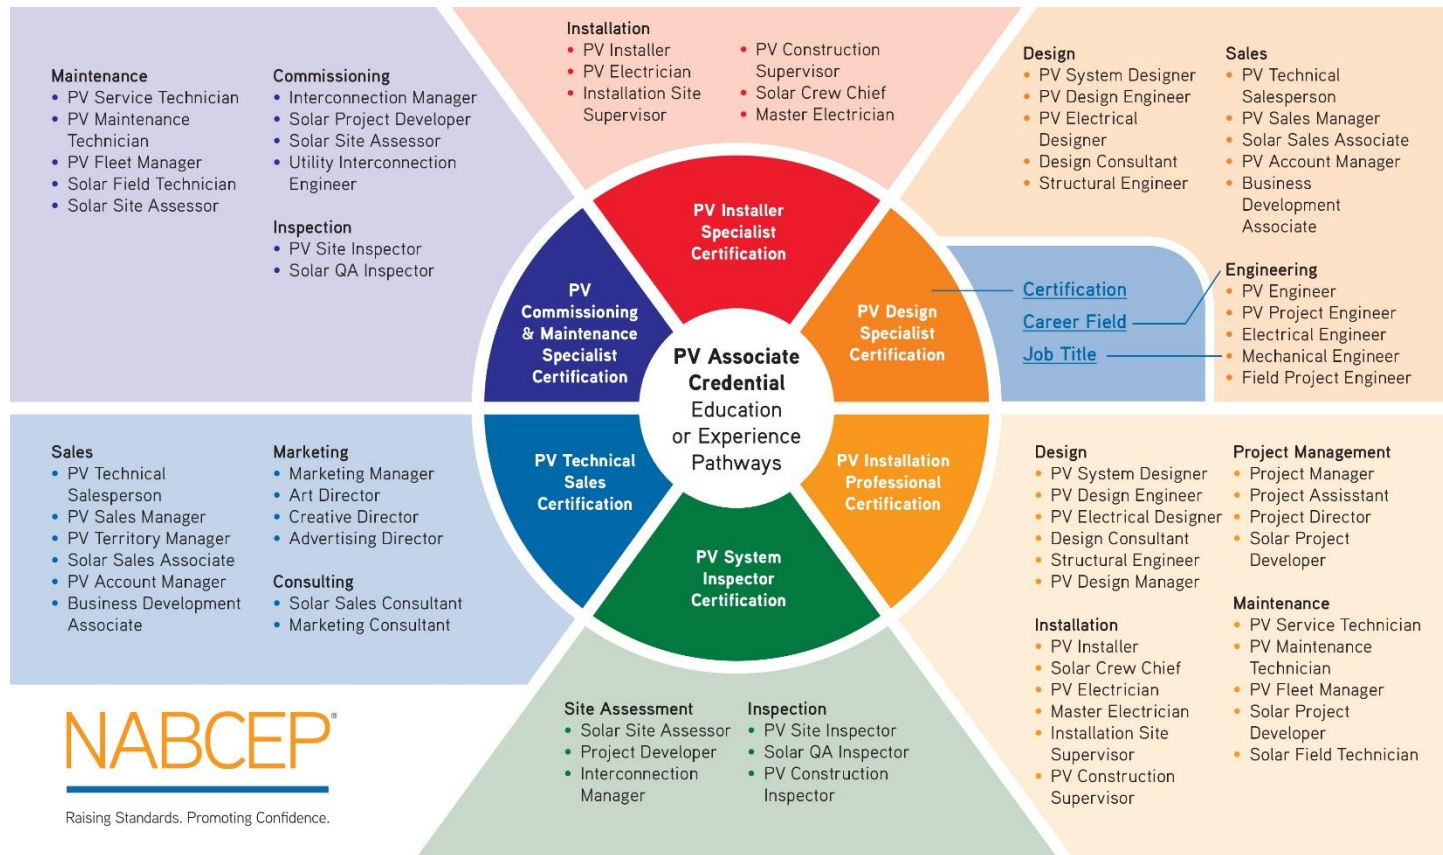 Maintenance
• PV Service Technician
• PV Maintenance
Technician
• PV Fleet Manager
• Solar Field Technician
• Solar Site Assessor
Commissioning
• Interconnection Manager
• Solar Project Developer
• Solar Site Assessor
• Utility Interconnection
Engineer
Inspection
• PV Site Inspector
• Solar QA Inspector
Installation
• PV Installer
• PV Electrician
• Installation Site
Supervisor
• PV Construction
Supervisor
• Solar Crew Chief
• Master Electrician
Design
• PV System Designer
• PV Design Engineer
• PV Electrical
Designer
• Design Consultant
• Structural Engineer
Sales
• PV Technical
Salesperson
• PV Sales Manager
• Solar Sales Associate
• PV Account Manager
• Business
Development
Associate
Engineering
• PV Engineer
• PV Project Engineer
• Electrical Engineer
• Mechanical Engineer
• Field Project Engineer
Certification
Career Field
Job Title
PV Installer
Specialist
Certification
PV
Commissioning
& Maintenance
Specialist
Certification
PV Design
Specialist
Certification
PV Associate
Credential
Education
or Experience
Pathways
PV Technical
Sales
Certification
PV Installation
Professional
Certification
PV System
Inspector
Certification
Sales
• PV Technical
Salesperson
• PV Sales Manager
• PV Territory Manager
• Solar Sales Associate
• PV Account Manager
• Business Development
Associate
Marketing
• Marketing Manager
• Art Director
• Creative Director
• Advertising Director
Consulting
• Solar Sales Consultant
• Marketing Consultant
Site Assessment
• Solar Site Assessor
• Project Developer
• Interconnection
Manager
Inspection
• PV Site Inspector
• Solar QA Inspector
• PV Construction
Inspector
Design
• PV System Designer
• PV Design Engineer
• PV Electrical Designer
• Design Consultant
• Structural Engineer
• PV Design Manager
Installation
• PV Installer
• Solar Crew Chief
• PV Electrician
• Master Electrician
• Installation Site
Supervisor
• PV Construction
Supervisor
Project Management
• Project Manager
• Project Assisstant
• Project Director
• Solar Project
Developer
Maintenance
• PV Service Technician
• PV Maintenance
Technician
• PV Fleet Manager
• Solar Project
Developer
• Solar Field Technician
NABCEP®
Raising Standards. Promoting Confidence.